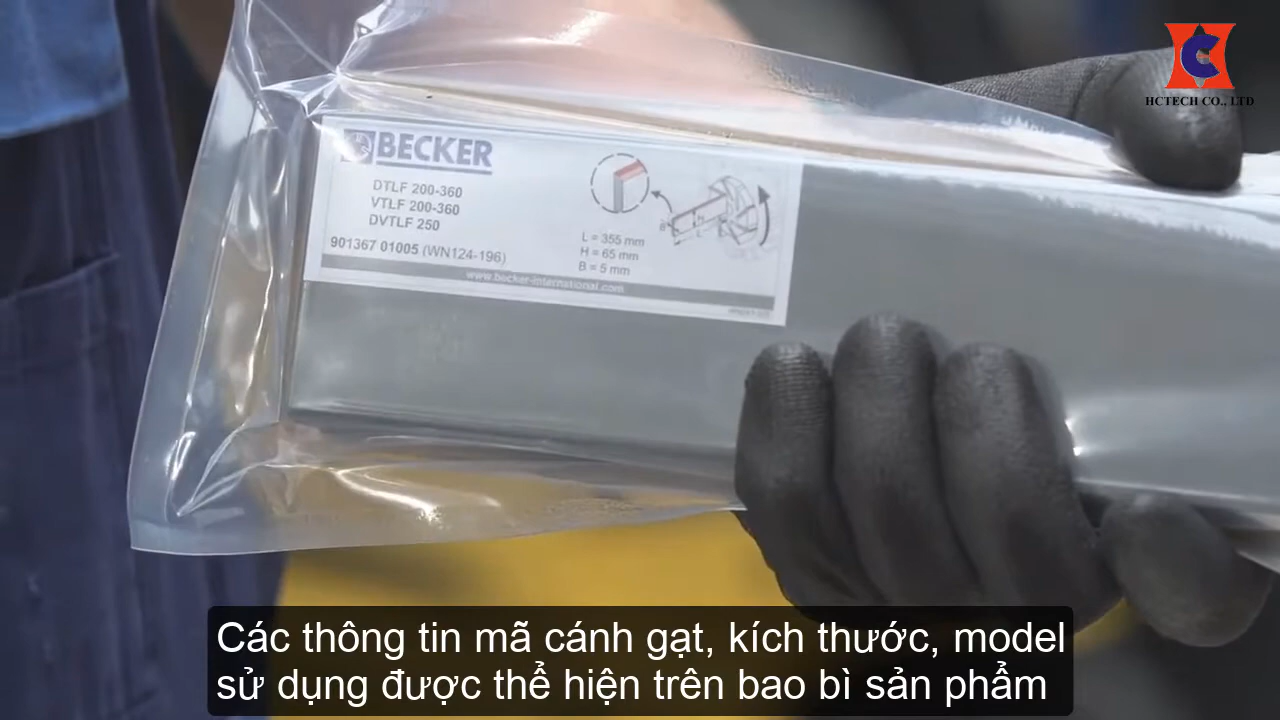 HCTECH CO., LTD
BECKER
DTLF 200-360
VTLF 200-360
DVTLF 250
901367 01005 (WN124-196)
L = 355 mm
H = 65 mm
B = 5 mm
www.becker-international.com
Các thông tin mã cánh gạt, kích thước, model
sử dụng được thể hiện trên bao bì sản phẩm